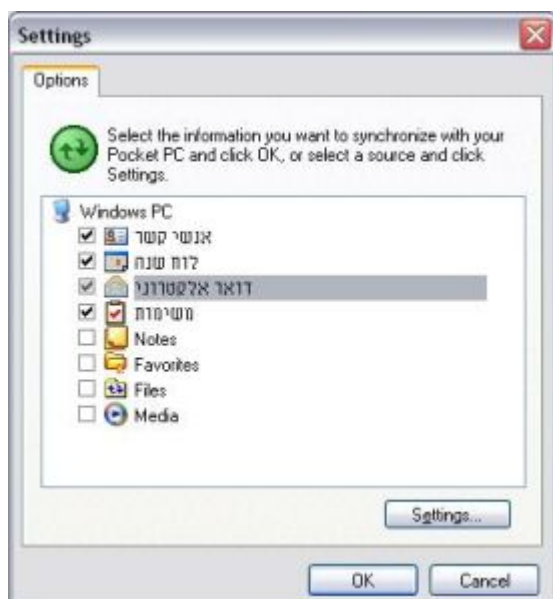 Settings
Options
Select the information you want to synchronize with your
Pocket PC and click OK, or select a source and click
Settings.
Windows PC
אנשי קשר
לוח שנה
דואר אלקטרוני
משימות
Notes
Favorites
Files
Media
Settings...
OK Cancel